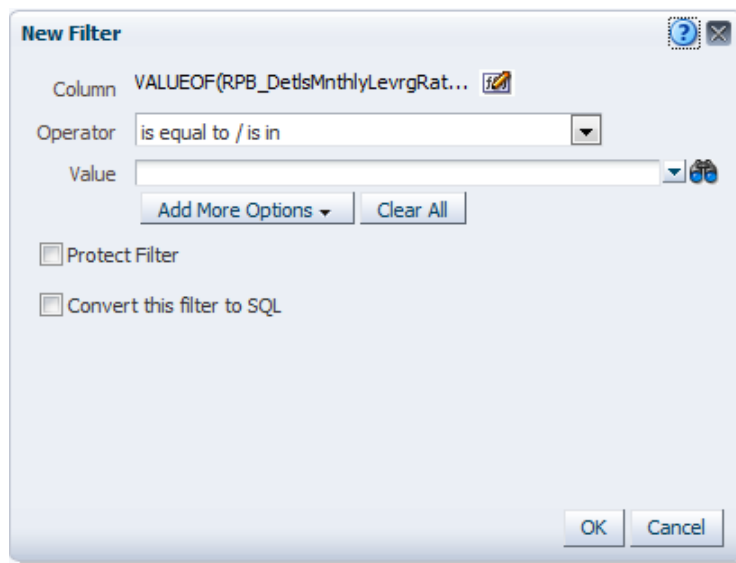 New Filter
?
Column VALUEOF(RPB_DetlsMnthlyLevrgRat... fx
Operator is equal to / is in
Value
Add More Options Clear All
Protect Filter
Convert this filter to SQL
OK Cancel